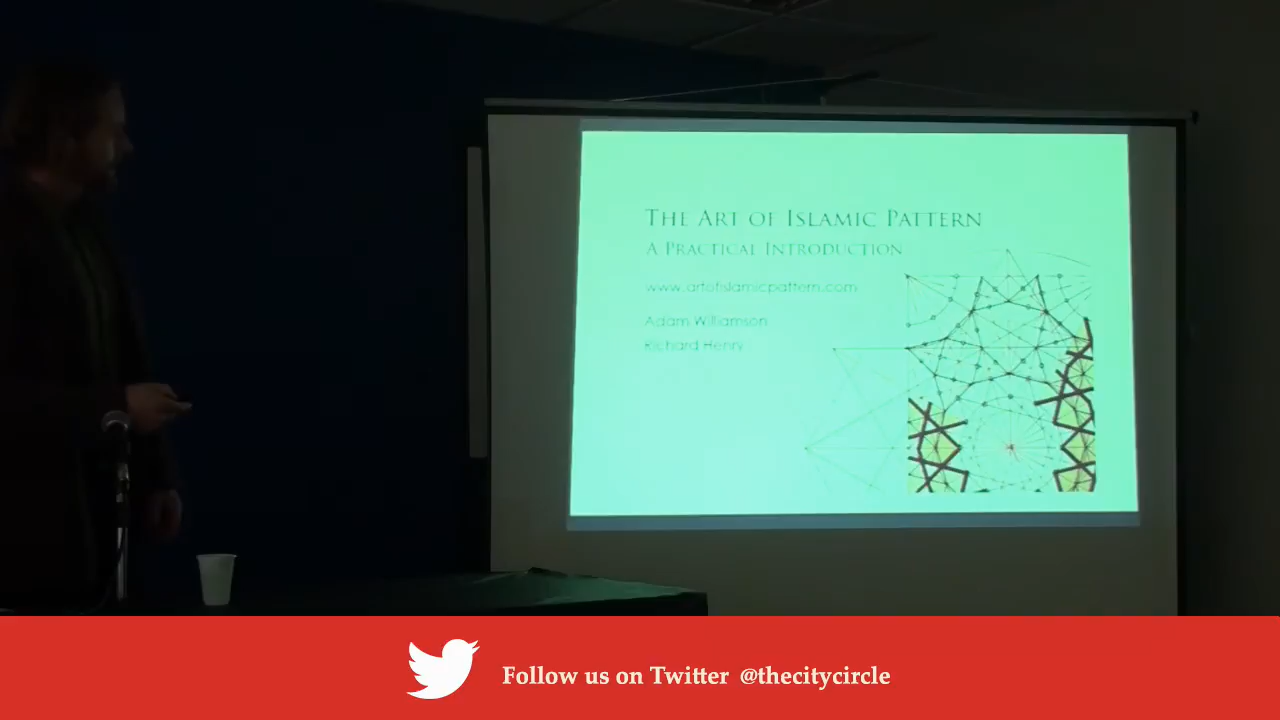 The Art of Islamic Pattern
A Practical Introduction
www.artofislamicpattern.com
Adam Williamson
Richard Henry
Follow us on Twitter @thecitycircle